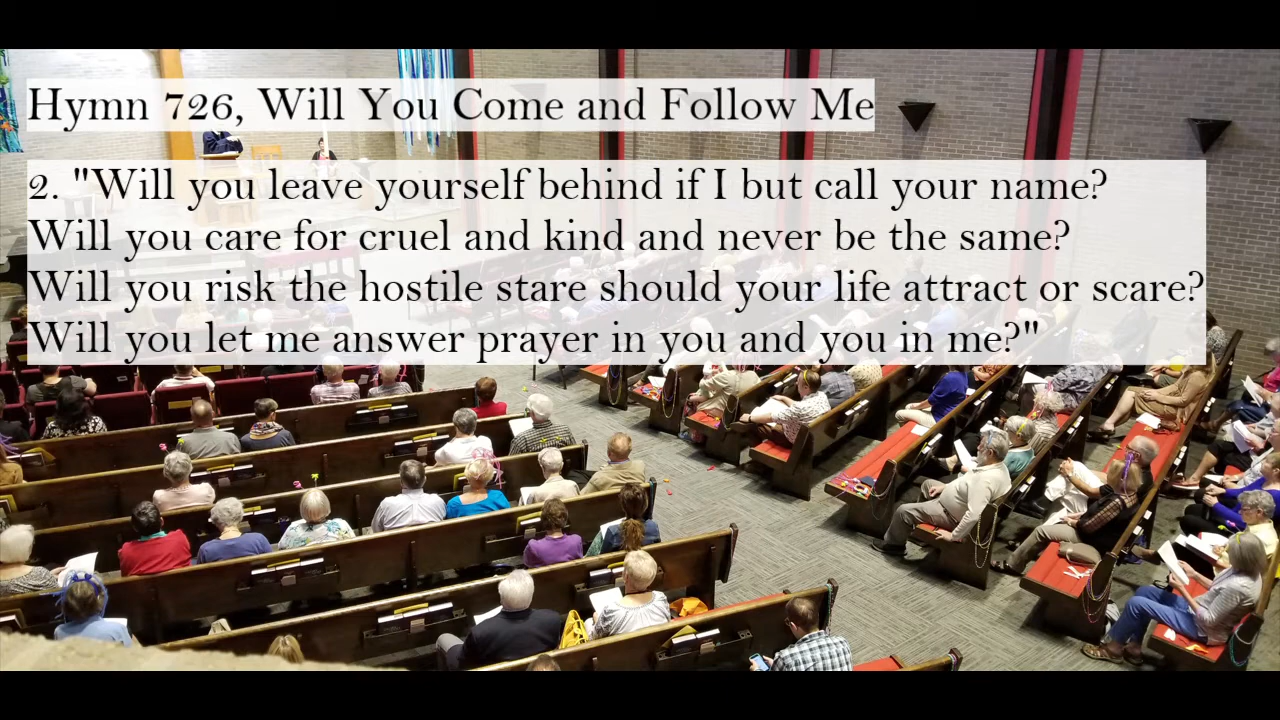 Hymn 726, Will You Come and Follow Me
2. "Will you leave yourself behind if I but call your name?
Will you care for cruel and kind and never be the same?
Will you risk the hostile stare should your life attract or scare?
Will you let me answer prayer in you and you in me?"